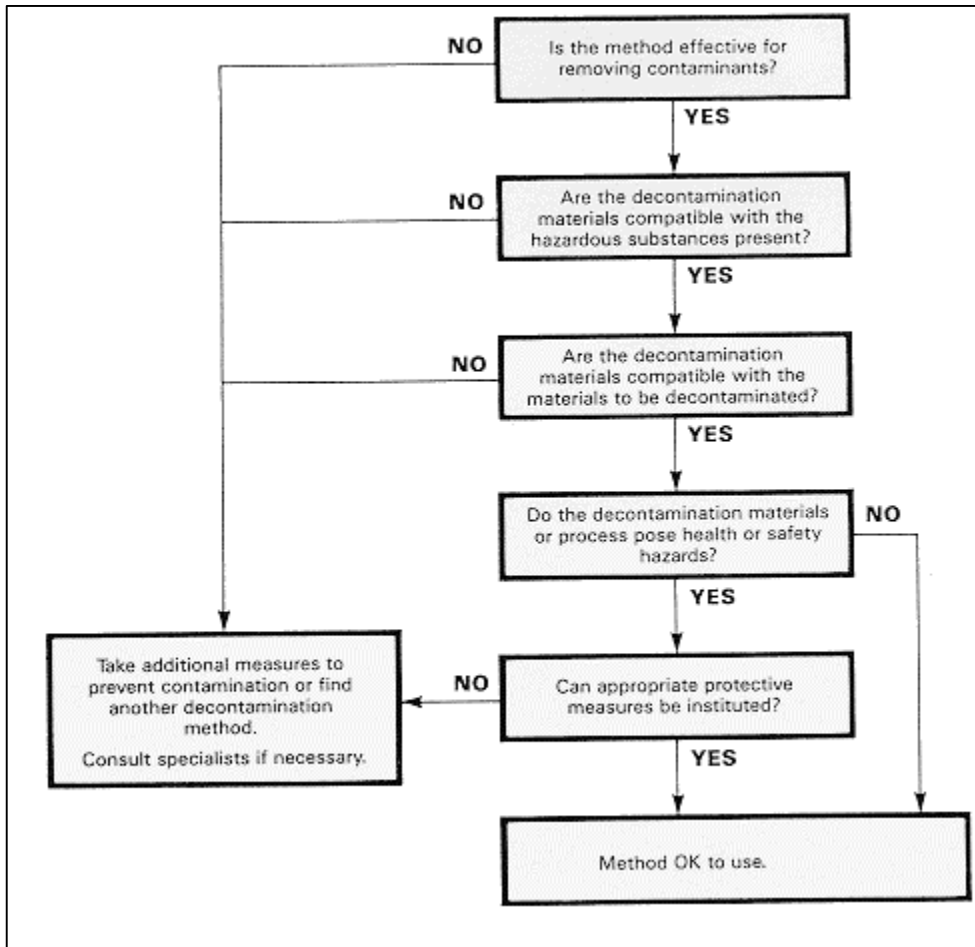 NO
Is the method effective for
removing contaminants?
YES
NO
Are the decontamination
materials compatible with the
hazardous substances present?
YES
NO
Are the decontamination
materials compatible with the
materials to be decontaminated?
YES
Do the decontamination materials
or process pose health or safety
hazards?
NO
YES
Take additional measures to
prevent contamination or find
another decontamination
method.
Consult specialists if necessary.
NO
Can appropriate protective
measures be instituted?
YES
Method OK to use.